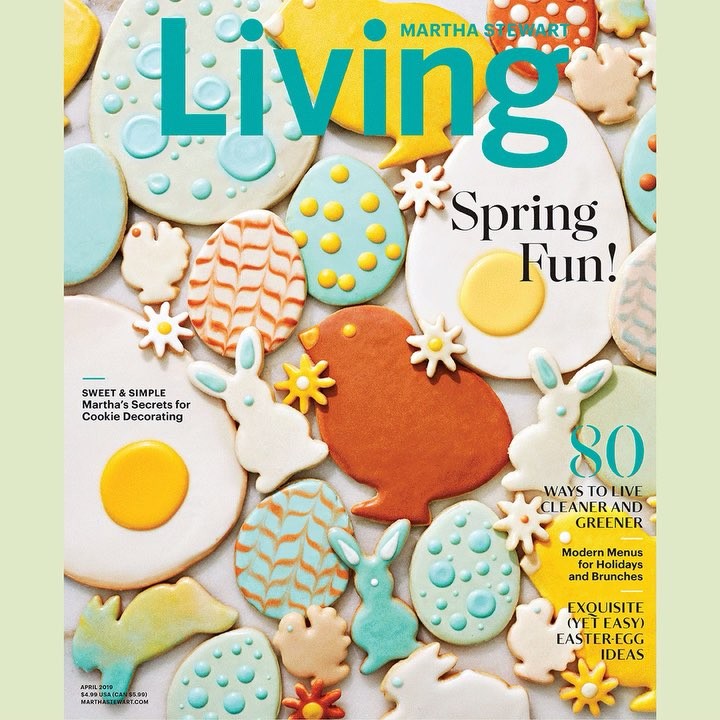 MARTHA STEWART
Living
Spring
Fun!
SWEET & SIMPLE
Martha's Secrets for
Cookie Decorating
80
WAYS TO LIVE
CLEANER AND
GREENER
Modern Menus
for Holidays
and Brunches
EXQUISITE
(YET EASY)
EASTER-EGG
IDEAS
APRIL 2019
$4.99 USA (CAN $5.99)
MARTHASTEWART.COM